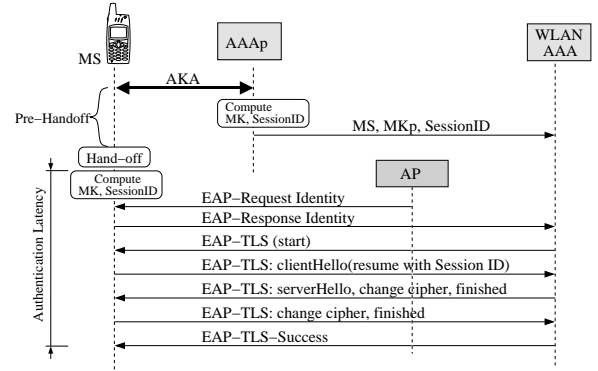 MS
AAAp
WLAN
AAA
AKA
Pre−Handoff
Compute
MK, SessionID
MS, MKp, SessionID
Hand−off
Compute
MK, SessionID
AP
Authentication Latency
EAP−Request Identity
EAP−Response Identity
EAP−TLS (start)
EAP−TLS: clientHello(resume with Session ID)
EAP−TLS: serverHello, change cipher, finished
EAP−TLS: change cipher, finished
EAP−TLS−Success